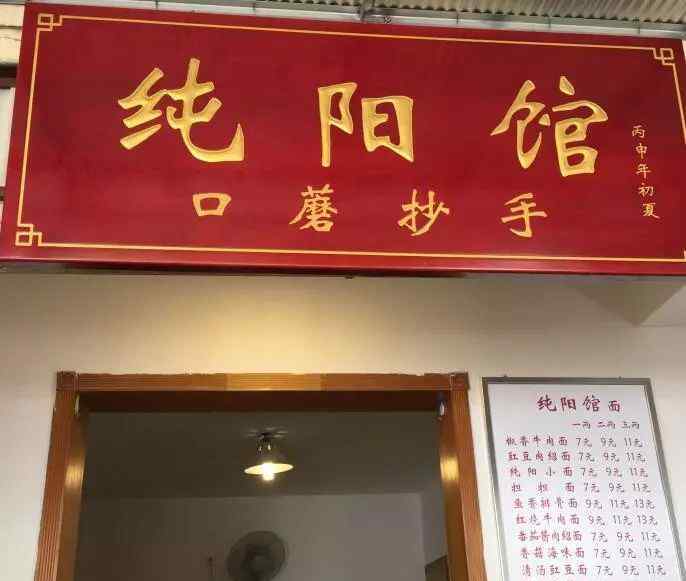 纯阳馆
丙申年初夏
口蘑抄手
纯阳馆面
一两 二两 三两
椒香牛肉面 7元 9元 11元
豇豆肉绍面 7元 9元 11元
纯阳小面 7元 9元 11元
担担面 7元 9元 11元
鱼香排骨面 9元 11元 13元
红烧牛肉面 9元 11元 13元
番茄酱肉绍面 7元 9元 11元
香菇海味面 7元 9元 11元
清汤豇豆面 7元 9元 11元